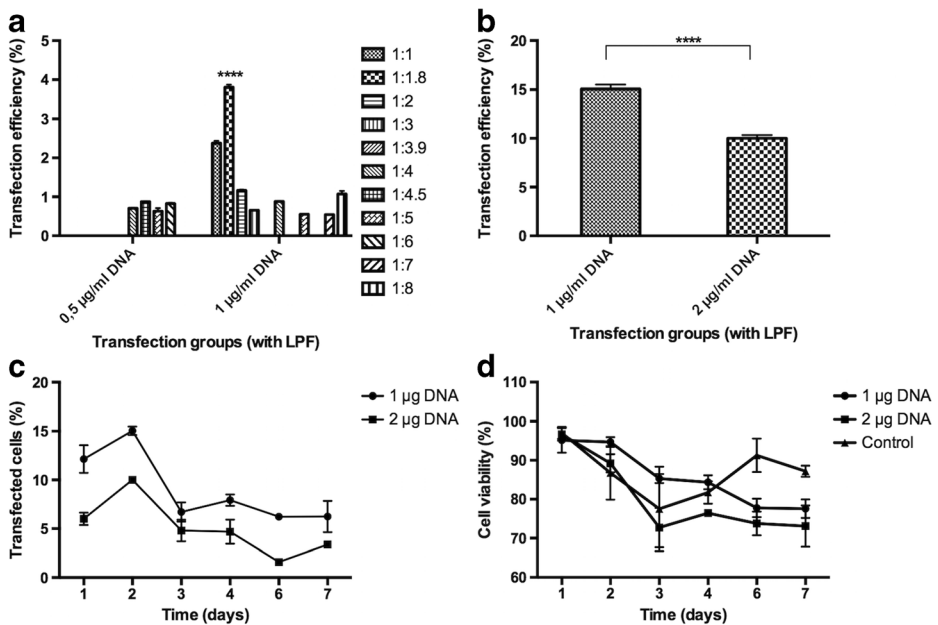 a
Transfection efficiency (%)
5
4
3
2
1
0
****
0,5 µg/ml DNA
1 µg/ml DNA
Transfection groups (with LPF)
1:1
1:1.8
1:2
1:3
1:3.9
1:4
1:4.5
1:5
1:6
1:7
1:8
b
Transfection efficiency (%)
20
15
10
5
0
****
1 µg/ml DNA
2 µg/ml DNA
Transfection groups (with LPF)
c
Transfected cells (%)
20
15
10
5
0
1 2 3 4 6 7
Time (days)
1 µg DNA
2 µg DNA
d
Cell viability (%)
110
100
90
80
70
60
1 2 3 4 6 7
Time (days)
1 µg DNA
2 µg DNA
Control